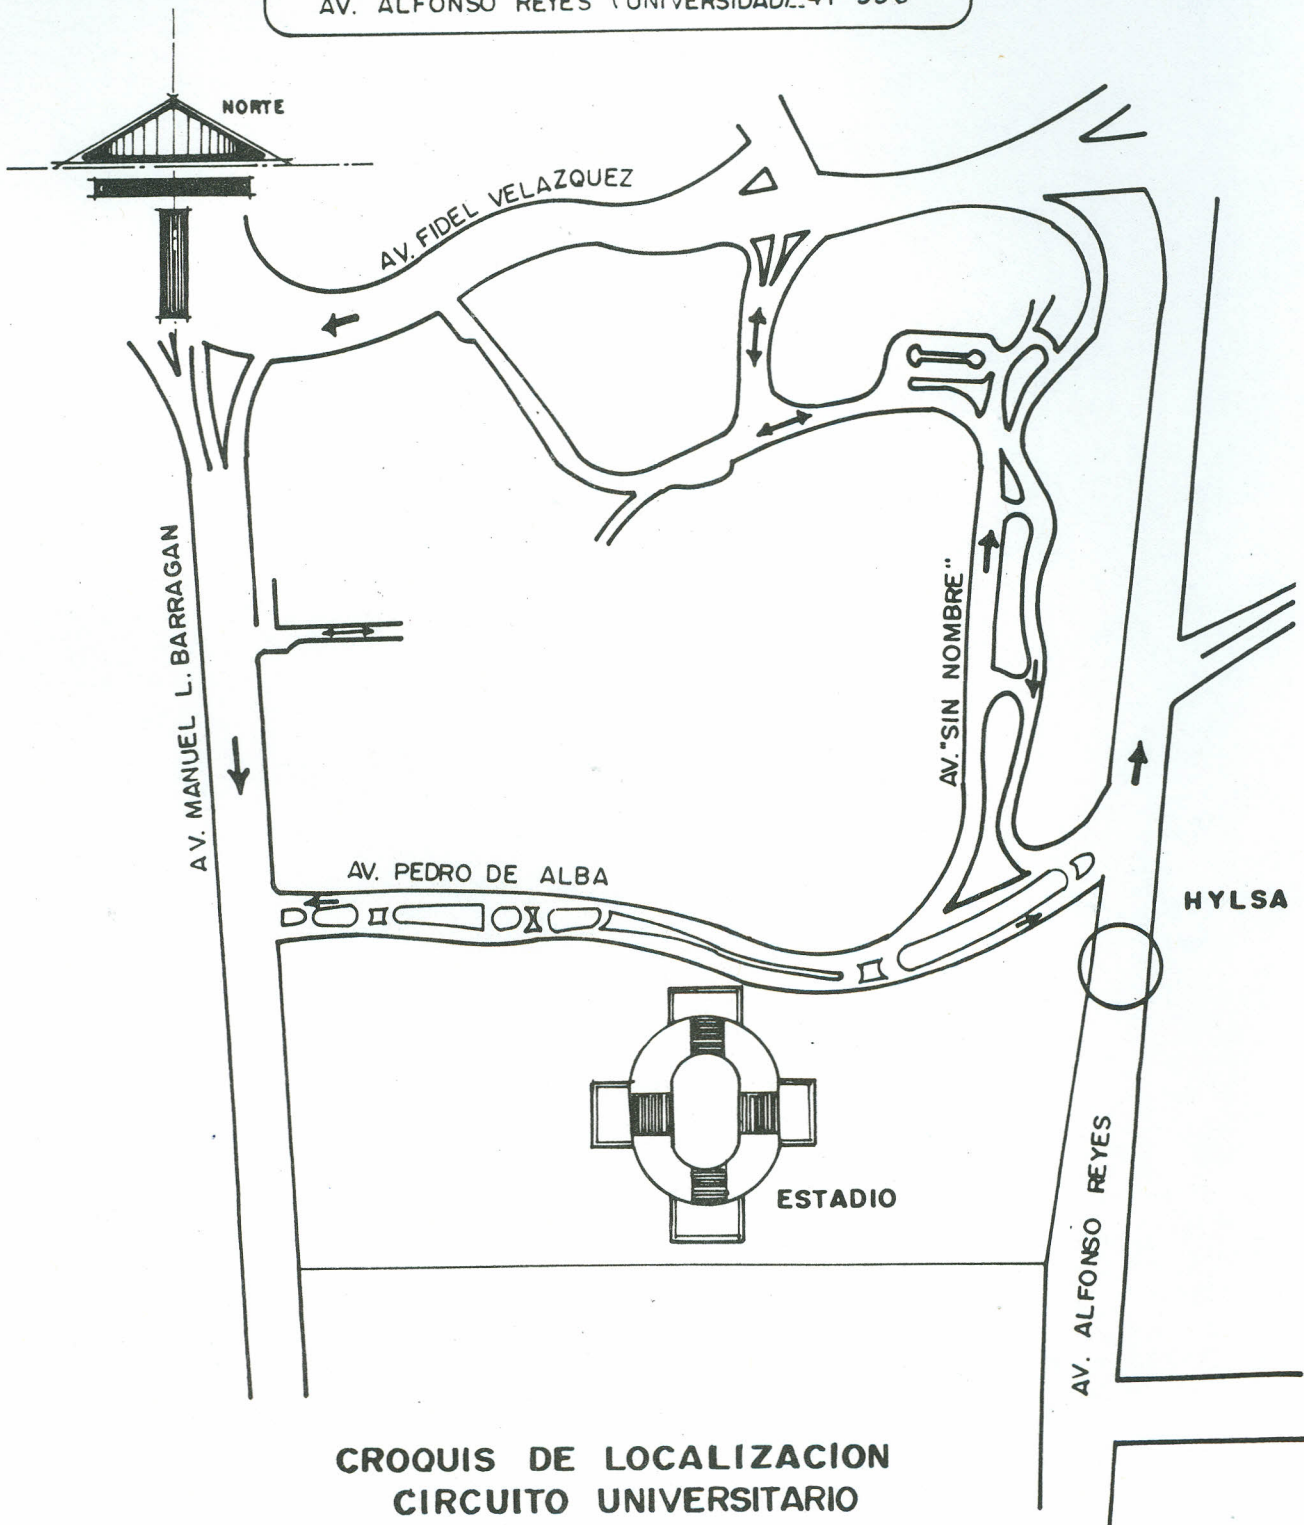 AV. ALFONSO REYES (UNIVERSIDAD)
NORTE
AV. FIDEL VELAZQUEZ
AV. MANUEL L. BARRAGAN
AV. "SIN NOMBRE"
AV. PEDRO DE ALBA
HYLSA
ESTADIO
AV. ALFONSO REYES
CROQUIS DE LOCALIZACION
CIRCUITO UNIVERSITARIO